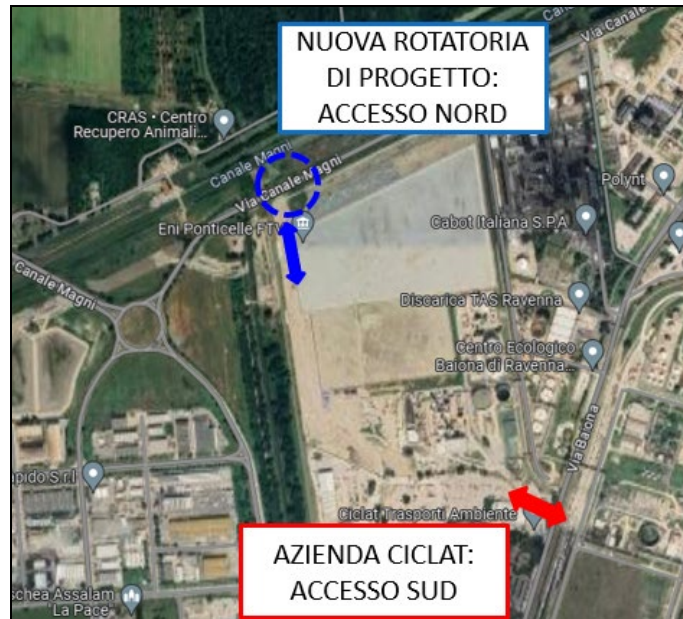 NUOVA ROTATORIA
DI PROGETTO:
ACCESSO NORD
Via Canale Magni
CRAS • Centro
Recupero Animali...
Canale Magni
Via Canale Magni
Polynt
Eni Ponticelle FTV
Cabot Italiana S.P.A
Canale Magni
Discarica TAS Ravenna
Centro Ecologico
Baiona di Ravenna...
Via Baiona
apido S.r.l
Ciclat Trasporti Ambiente
AZIENDA CICLAT:
ACCESSO SUD
schea Assalam
"La Pace"